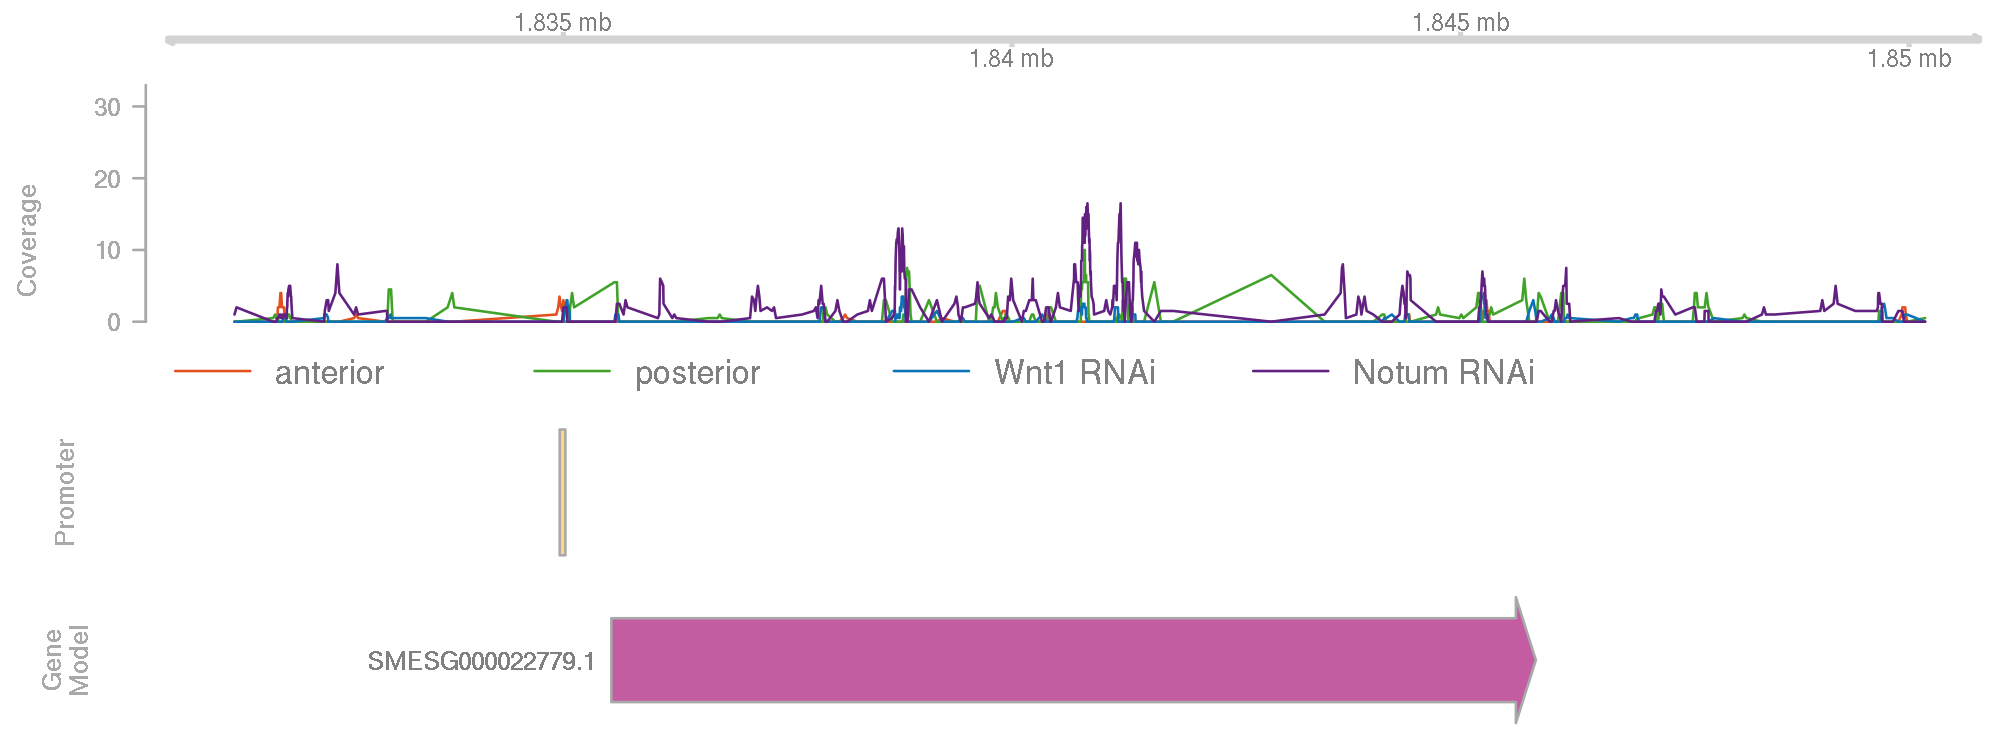 1.835 mb
1.845 mb
1.84 mb
1.85 mb
Coverage
30
20
10
0
anterior
posterior
Wnt1 RNAi
Notum RNAi
Promoter
Gene
Model
SMESG000022779.1